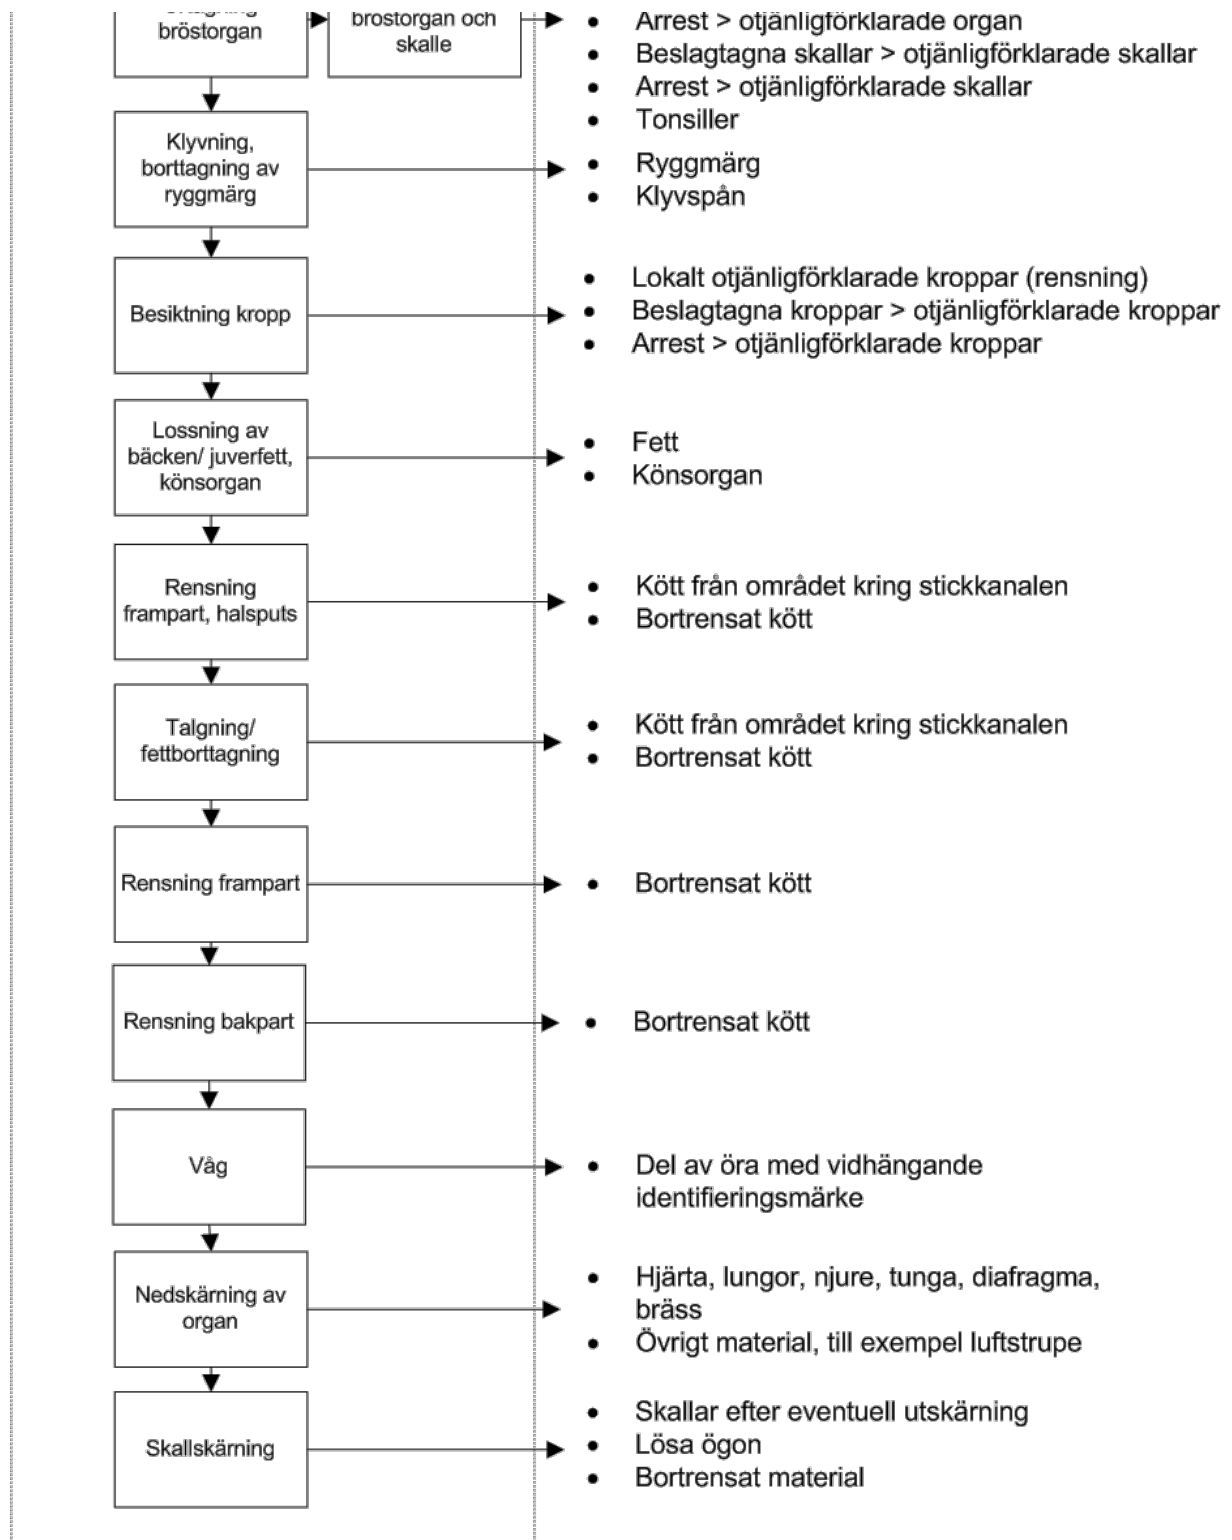 bröstorgan
bröstorgan och
skalle
Arrest > otjänligförklarade organ
Beslagtagna skallar > otjänligförklarade skallar
Arrest > otjänligförklarade skallar
Tonsiller
Klyvning,
borttagning av
ryggmärg
Ryggmärg
Klyvspån
Besiktning kropp
Lokalt otjänligförklarade kroppar (rensning)
Beslagtagna kroppar > otjänligförklarade kroppar
Arrest > otjänligförklarade kroppar
Lossning av
bäcken/ juverfett,
könsorgan
Fett
Könsorgan
Rensning
frampart, halsputs
Kött från området kring stickkanalen
Bortrensat kött
Talgning/
fettborttagning
Kött från området kring stickkanalen
Bortrensat kött
Rensning frampart
Bortrensat kött
Rensning bakpart
Bortrensat kött
Våg
Del av öra med vidhängande
identifieringsmärke
Nedskärning av
organ
Hjärta, lungor, njure, tunga, diafragma,
bräss
Övrigt material, till exempel luftstrupe
Skallskärning
Skallar efter eventuell utskärning
Lösa ögon
Bortrensat material